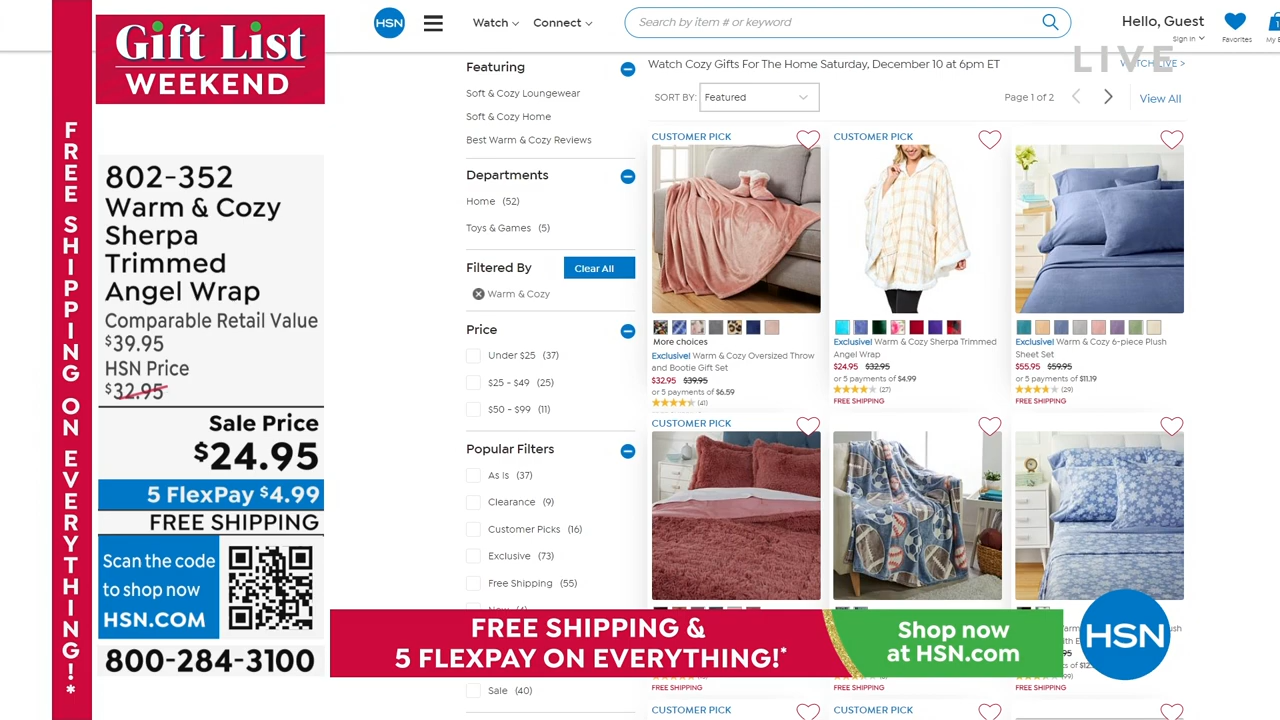 Gift List
WEEKEND
FREE SHIPPING ON EVERYTHING!*
802-352
Warm & Cozy
Sherpa
Trimmed
Angel Wrap
Comparable Retail Value
$39.95
HSN Price
$32.95
Sale Price
$24.95
5 FlexPay $4.99
FREE SHIPPING
Scan the code
to shop now
HSN.COM
800-284-3100
HSN
Watch
Connect
Search by item # or keyword
Hello, Guest
Sign In
Favorites
LIVE
Featuring
Soft & Cozy Loungewear
Soft & Cozy Home
Best Warm & Cozy Reviews
Departments
Home (52)
Toys & Games (5)
Filtered By
Clear All
Warm & Cozy
Price
Under $25 (37)
$25 - $49 (25)
$50 - $99 (11)
Popular Filters
As Is (37)
Clearance (9)
Customer Picks (16)
Exclusive (73)
Free Shipping (55)
Sale (40)
Watch Cozy Gifts For The Home Saturday, December 10 at 6pm ET
WATCH LIVE >
SORT BY: Featured
Page 1 of 2
View All
CUSTOMER PICK
More choices
Exclusive! Warm & Cozy Oversized Throw
and Bootie Gift Set
$32.95 $39.95
or 5 payments of $6.59
(41)
CUSTOMER PICK
Exclusive! Warm & Cozy Sherpa Trimmed
Angel Wrap
$24.95 $32.95
or 5 payments of $4.99
(27)
FREE SHIPPING
Exclusive! Warm & Cozy 6-piece Plush
Sheet Set
$55.95 $59.95
or 5 payments of $11.19
(29)
FREE SHIPPING
CUSTOMER PICK
FREE SHIPPING &
5 FLEXPAY ON EVERYTHING!*
Shop now
at HSN.com
HSN
FREE SHIPPING
FREE SHIPPING
FREE SHIPPING
CUSTOMER PICK
CUSTOMER PICK